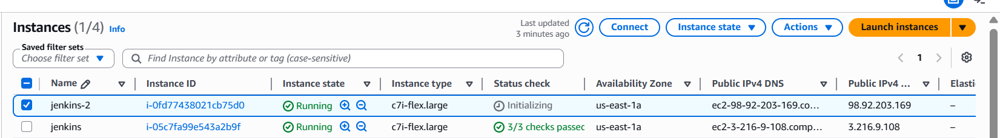 Instances (1/4) Info
Last updated
3 minutes ago
Connect
Instance state
Actions
Launch instances
Saved filter sets
Choose filter set
Find Instance by attribute or tag (case-sensitive)
1
Name Instance ID Instance state Instance type Status check Availability Zone Public IPv4 DNS Public IPv4 ... Elasti
jenkins-2 i-0fd77438021cb75d0 Running c7i-flex.large Initializing us-east-1a ec2-98-92-203-169.co... 98.92.203.169 –
jenkins i-05c7fa99e543a2b9f Running c7i-flex.large 3/3 checks passec us-east-1a ec2-3-216-9-108.comp... 3.216.9.108 –